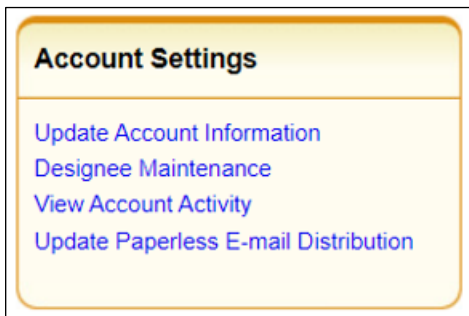 Account Settings
Update Account Information
Designee Maintenance
View Account Activity
Update Paperless E-mail Distribution